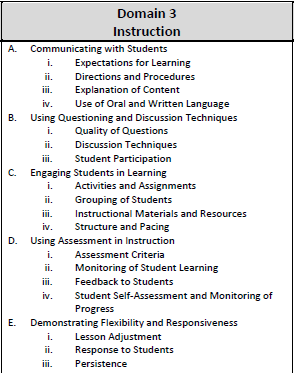 Domain 3
Instruction
A. Communicating with Students
i. Expectations for Learning
ii. Directions and Procedures
iii. Explanation of Content
iv. Use of Oral and Written Language
B. Using Questioning and Discussion Techniques
i. Quality of Questions
ii. Discussion Techniques
iii. Student Participation
C. Engaging Students in Learning
i. Activities and Assignments
ii. Grouping of Students
iii. Instructional Materials and Resources
iv. Structure and Pacing
D. Using Assessment in Instruction
i. Assessment Criteria
ii. Monitoring of Student Learning
iii. Feedback to Students
iv. Student Self-Assessment and Monitoring of
Progress
E. Demonstrating Flexibility and Responsiveness
i. Lesson Adjustment
ii. Response to Students
iii. Persistence